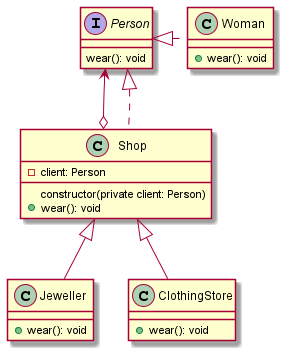 I Person
wear(): void
C Woman
wear(): void
C Shop
client: Person
constructor(private client: Person)
wear(): void
C Jeweller
wear(): void
C ClothingStore
wear(): void